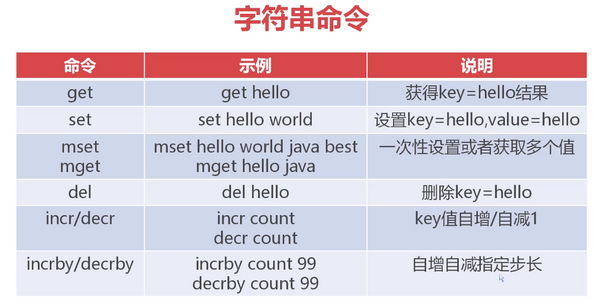 字符串命令
命令 示例 说明
get get hello 获得key=hello结果
set set hello world 设置key=hello,value=hello
mset mset hello world java best 一次性设置或者获取多个值
mget mget hello java
del del hello 删除key=hello
incr/decr incr count key值自增/自减1
decr count
incrby/decrby incrby count 99 自增自减指定步长
decrby count 99